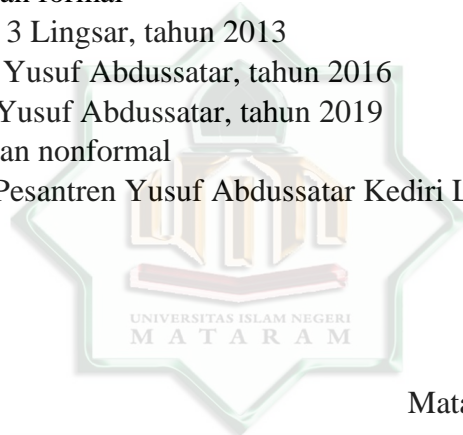 an formal
3 Lingsar, tahun 2013
Yusuf Abdussatar, tahun 2016
Yusuf Abdussatar, tahun 2019
an nonformal
Pesantren Yusuf Abdussatar Kediri L
UNIVERSITAS ISLAM NEGERI
MATARAM
Mata